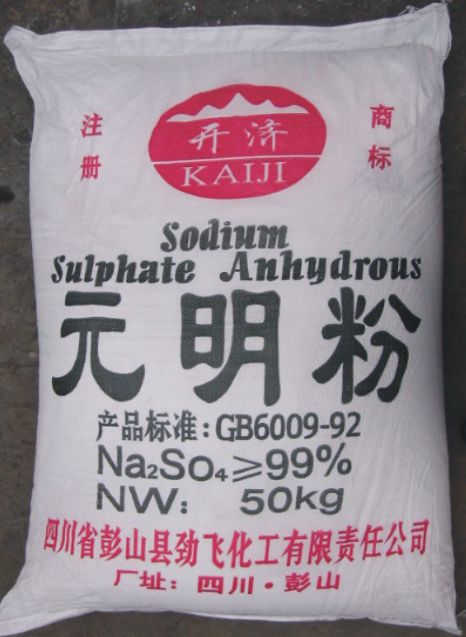 注册
商标
开济
KAIJI
Sodium
Sulphate Anhydrous
元明粉
产品标准:GB6009-92
Na₂So₄≥99%
NW: 50kg
四川省彭山县劲飞化工有限责任公司
厂址:四川·彭山